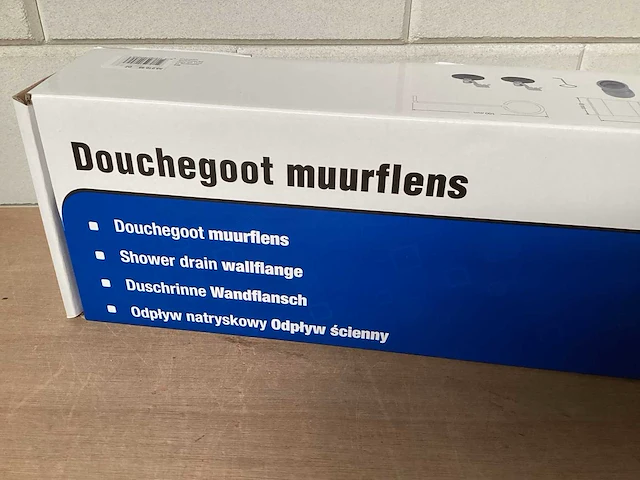 Douchegoot muurflens
Douchegoot muurflens
Shower drain wallflange
Duschrinne Wandflansch
Odpływ natryskowy Odpływ ścienny